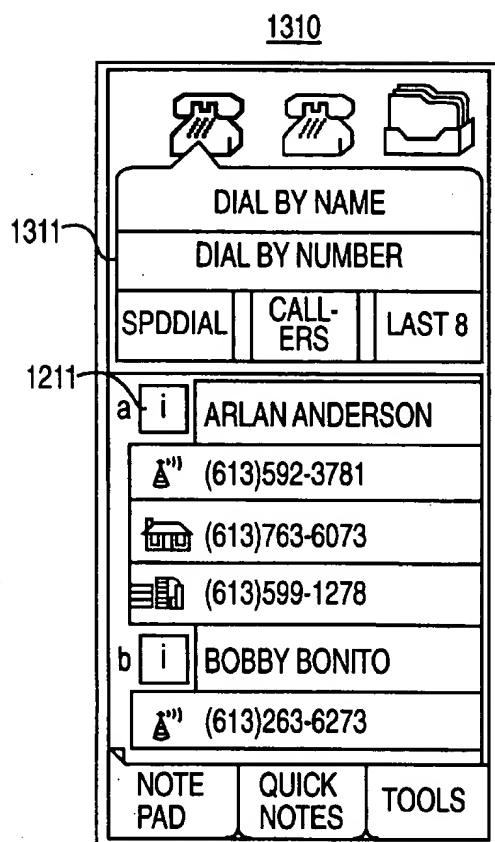 1310
1311
DIAL BY NAME
DIAL BY NUMBER
SPDDIAL
CALL-
ERS
LAST 8
1211
a i ARLAN ANDERSON
(613)592-3781
(613)763-6073
(613)599-1278
b i BOBBY BONITO
(613)263-6273
NOTE
PAD
QUICK
NOTES
TOOLS